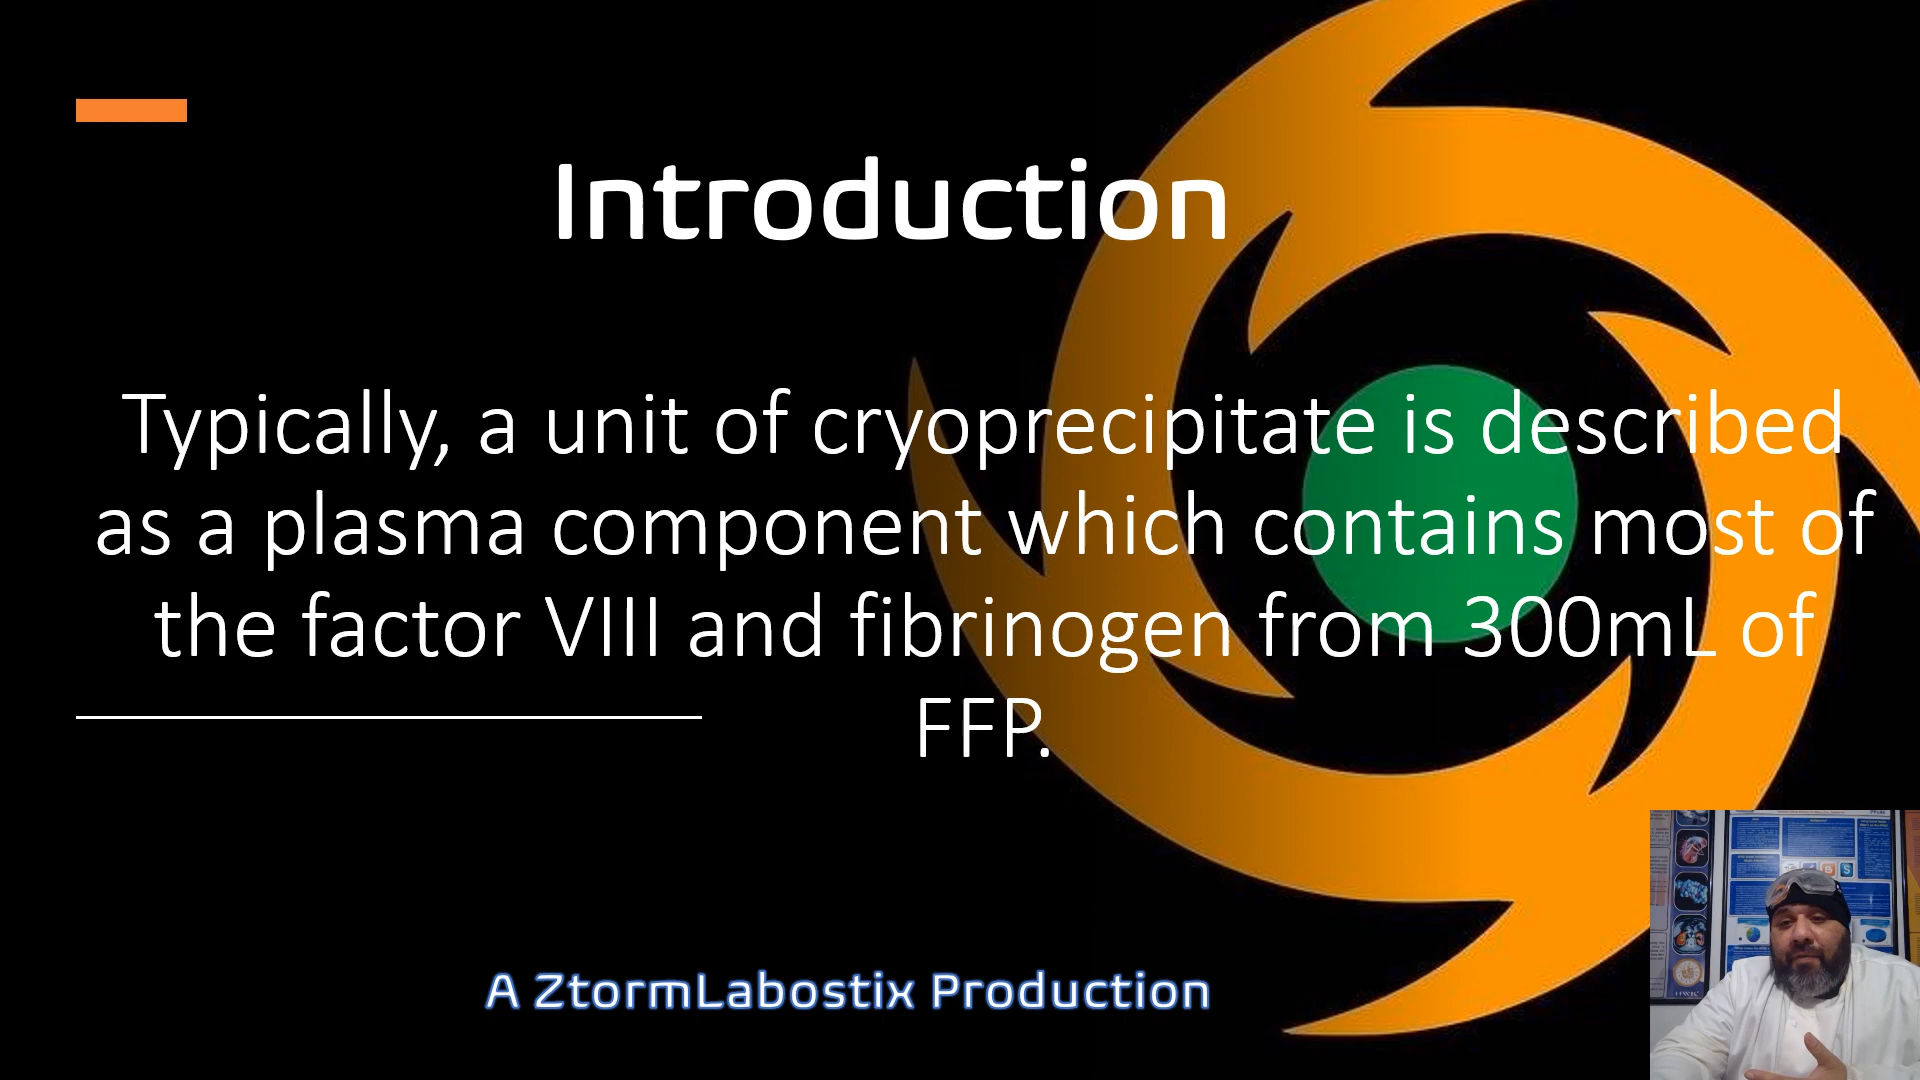 Introduction
Typically, a unit of cryoprecipitate is described
as a plasma component which contains most of
the factor VIII and fibrinogen from 300mL of
FFP.
A ZtormLabostix Production